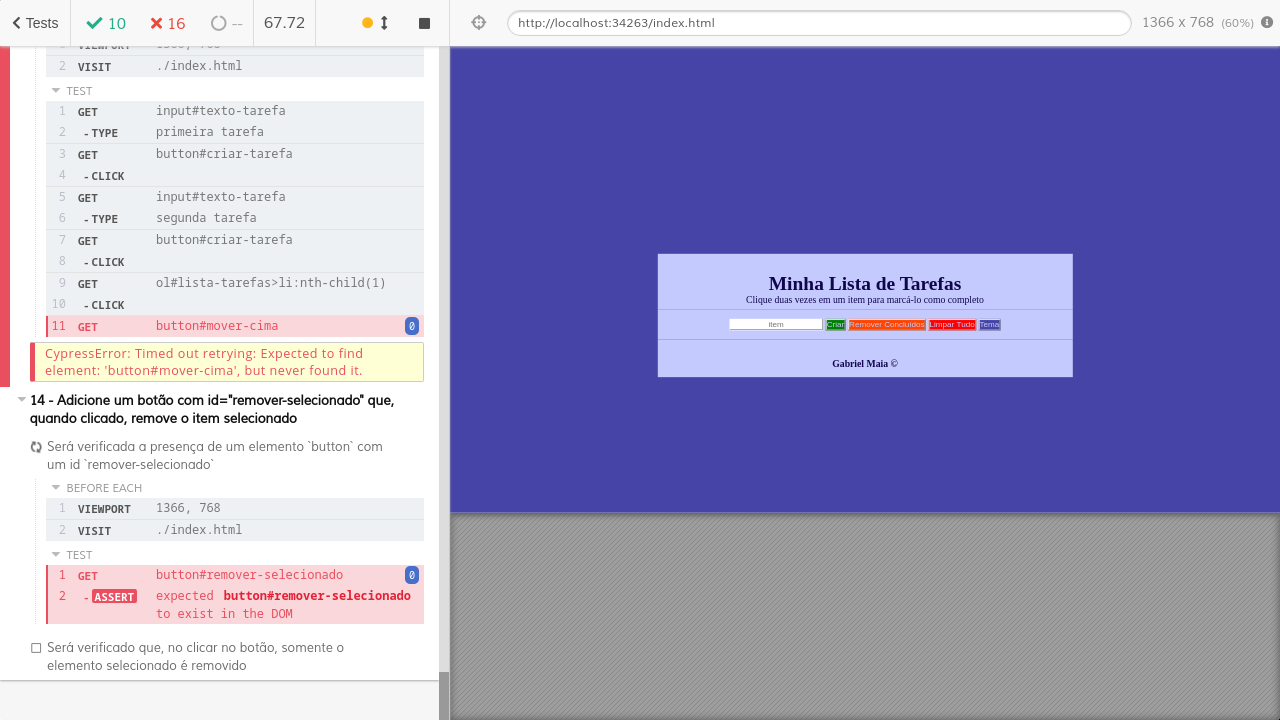 Tests
10
16
--
67.72
http://localhost:34263/index.html
1366 x 768 (60%)
VIEWPORT 1366, 768
2 VISIT ./index.html
TEST
1 GET input#texto-tarefa
2 -TYPE primeira tarefa
3 GET button#criar-tarefa
4 -CLICK
5 GET input#texto-tarefa
6 -TYPE segunda tarefa
7 GET button#criar-tarefa
8 -CLICK
9 GET ol#lista-tarefas>li:nth-child(1)
10 -CLICK
11 GET button#mover-cima 0
CypressError: Timed out retrying: Expected to find
element: 'button#mover-cima', but never found it.
14 - Adicione um botão com id="remover-selecionado" que,
quando clicado, remove o item selecionado
Será verificada a presença de um elemento `button` com
um id `remover-selecionado`
BEFORE EACH
1 VIEWPORT 1366, 768
2 VISIT ./index.html
TEST
1 GET button#remover-selecionado 0
2 -ASSERT expected button#remover-selecionado
to exist in the DOM
Será verificado que, no clicar no botão, somente o
elemento selecionado é removido
Minha Lista de Tarefas
Clique duas vezes em um item para marcá-lo como completo
item Criar Remover Concluídos Limpar Tudo Tema
Gabriel Maia ©